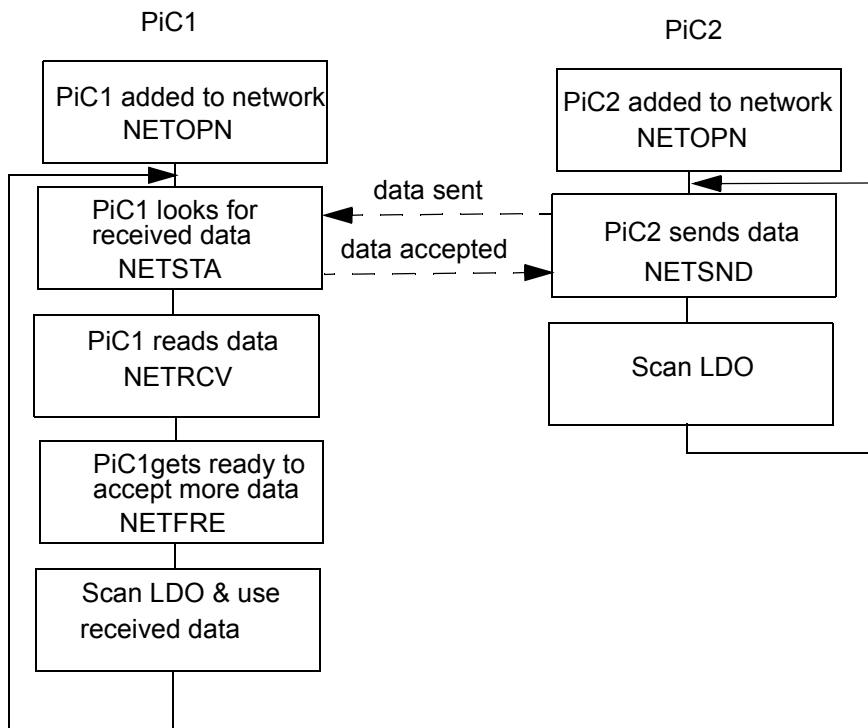 PiC1
PiC2
PiC1 added to network
NETOPN
PiC2 added to network
NETOPN
PiC1 looks for
received data
NETSTA
data sent
data accepted
PiC2 sends data
NETSND
PiC1 reads data
NETRCV
Scan LDO
PiC1gets ready to
accept more data
NETFRE
Scan LDO & use
received data